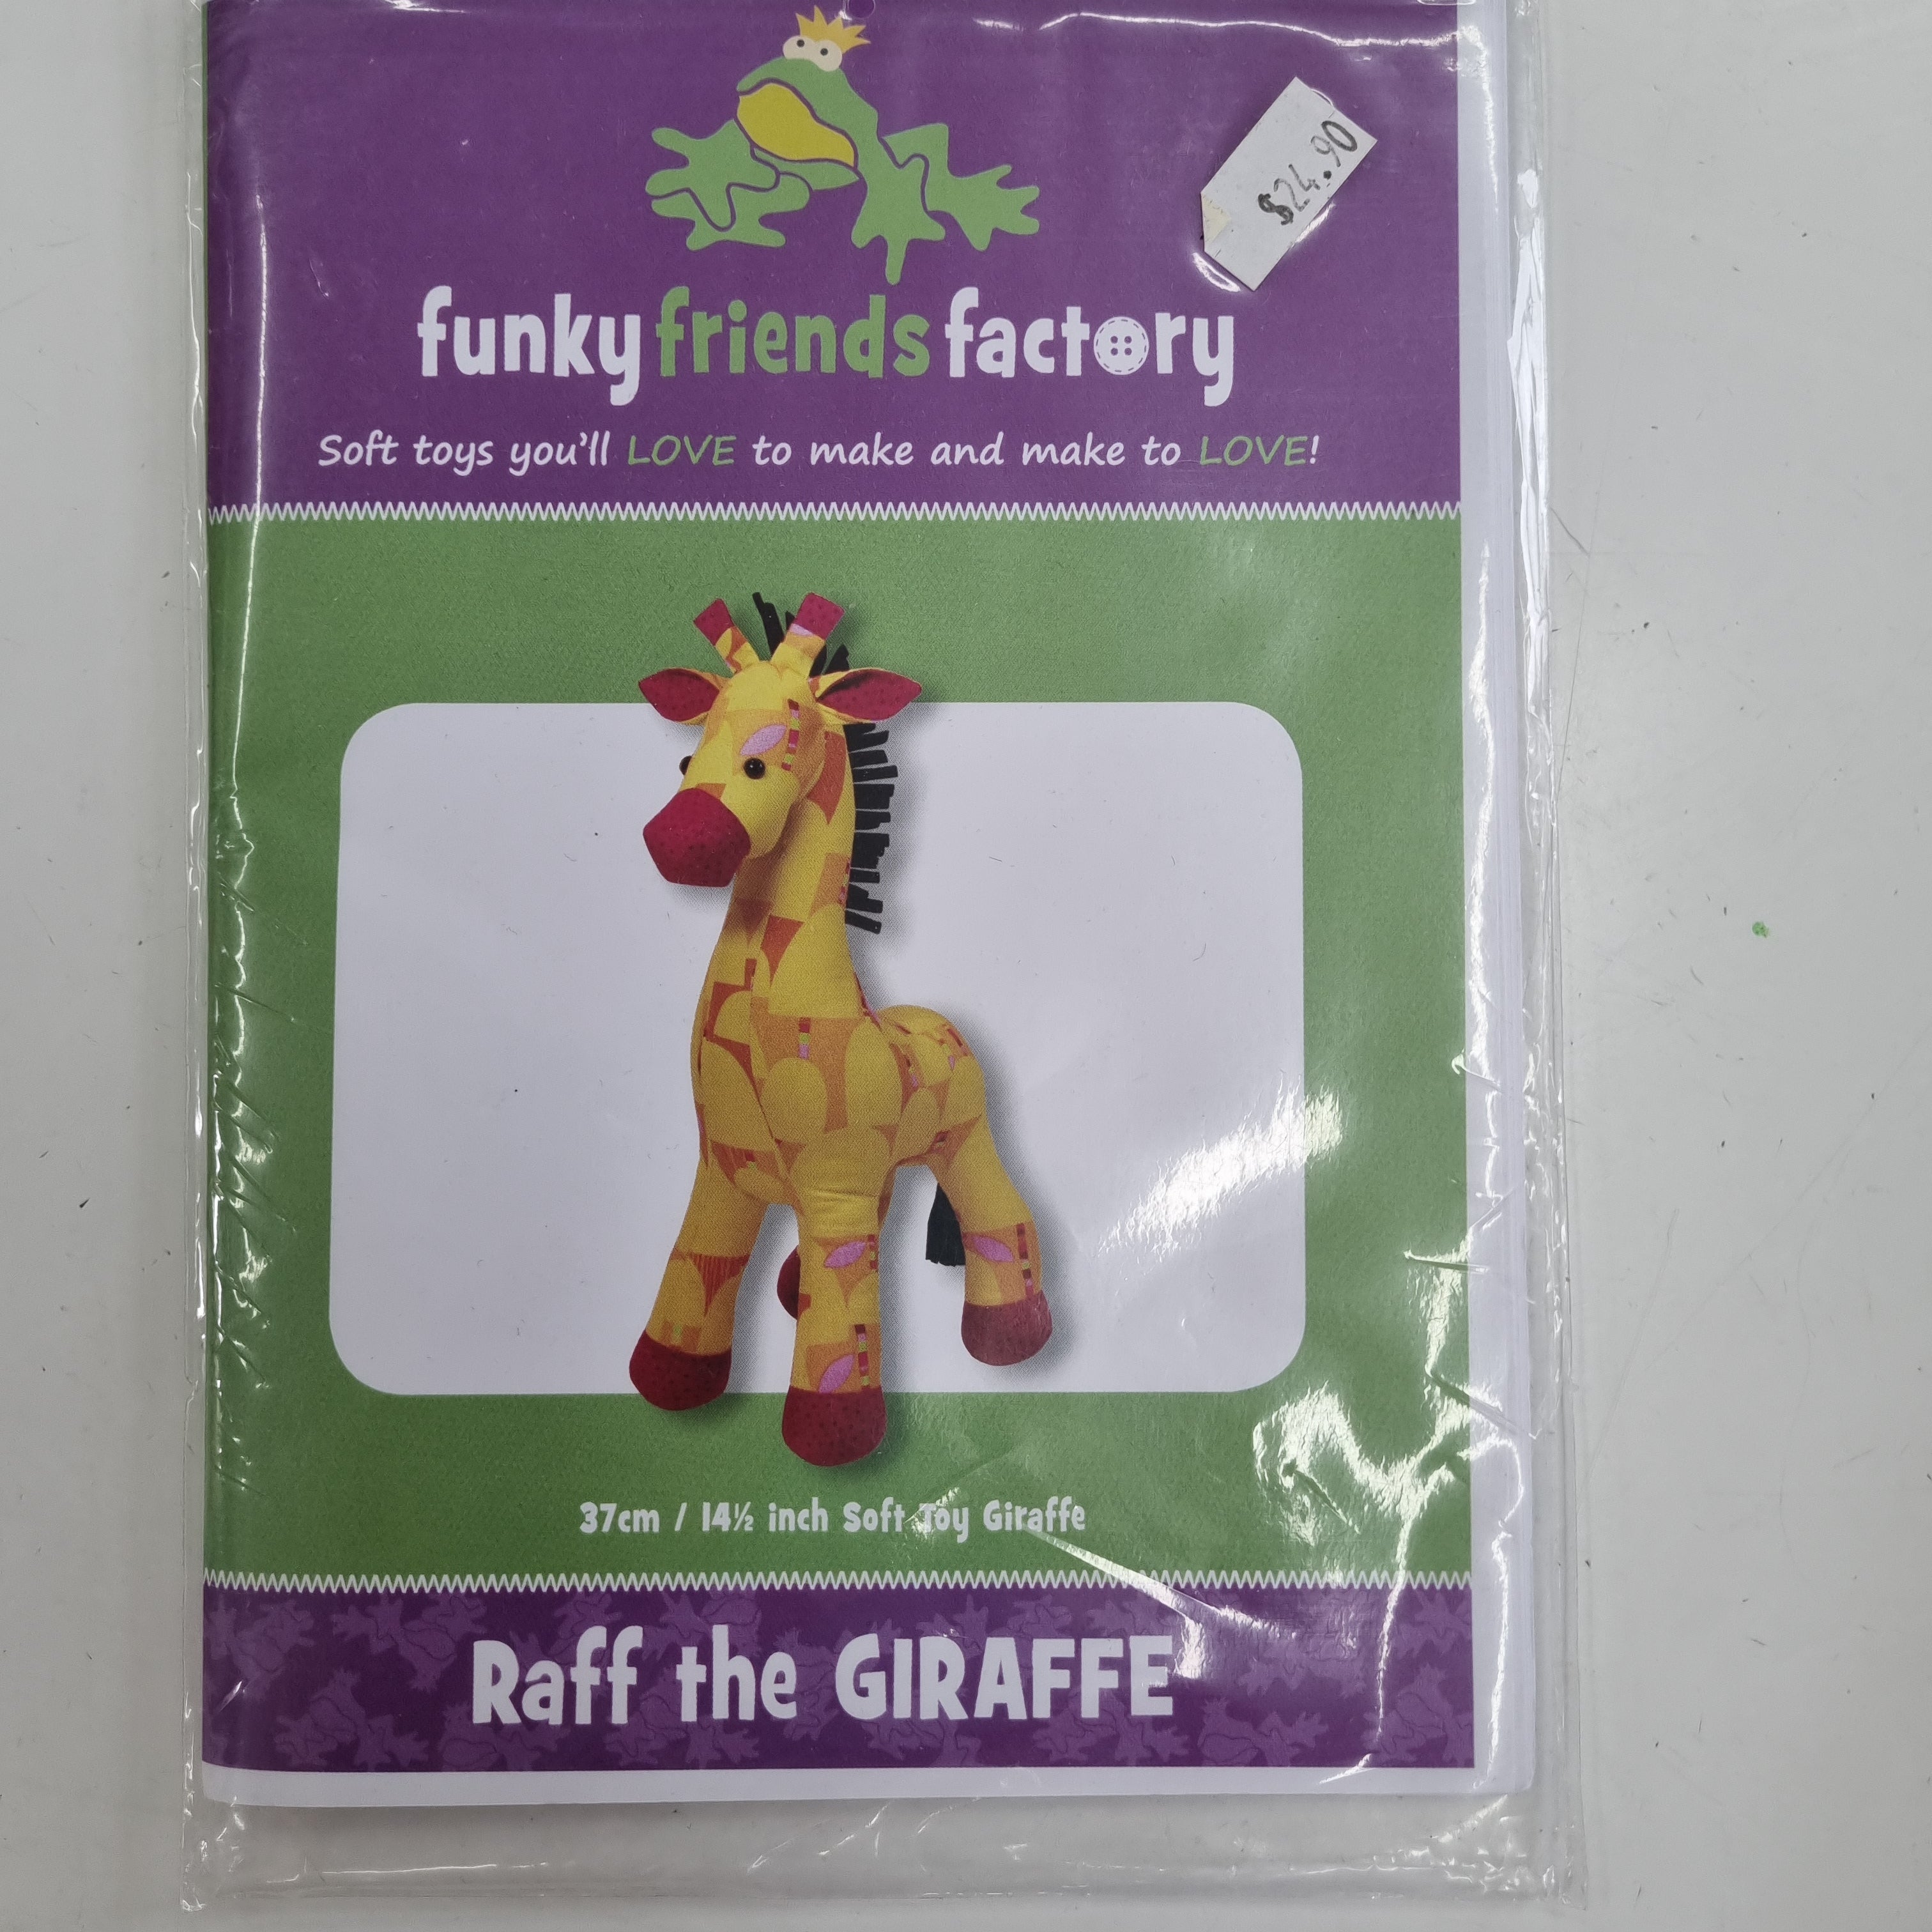 $24.90
funky friends factory
Soft toys you'll LOVE to make and make to LOVE!
37cm / 14½ inch Soft Toy Giraffe
Raff the GIRAFFE